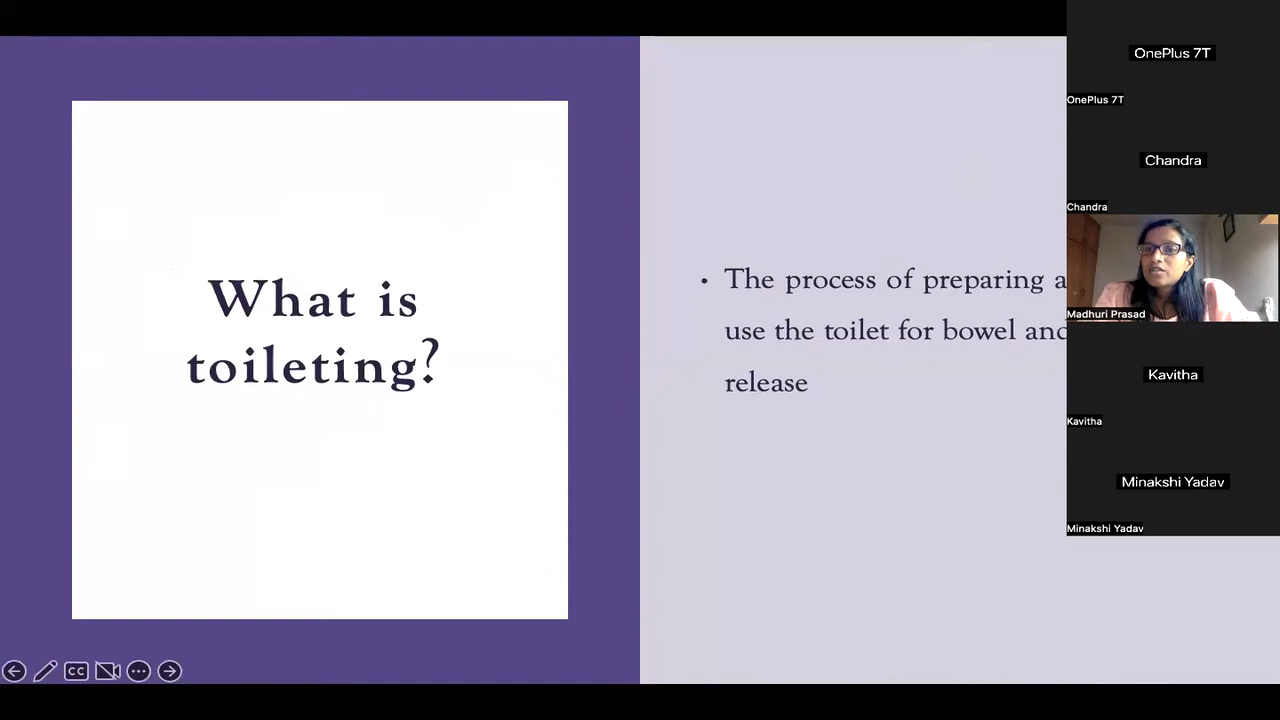 What is
toileting?
• The process of preparing a
use the toilet for bowel and
release
OnePlus 7T
OnePlus 7T
Chandra
Chandra
Madhuri Prasad
Kavitha
Kavitha
Minakshi Yadav
Minakshi Yadav
CC